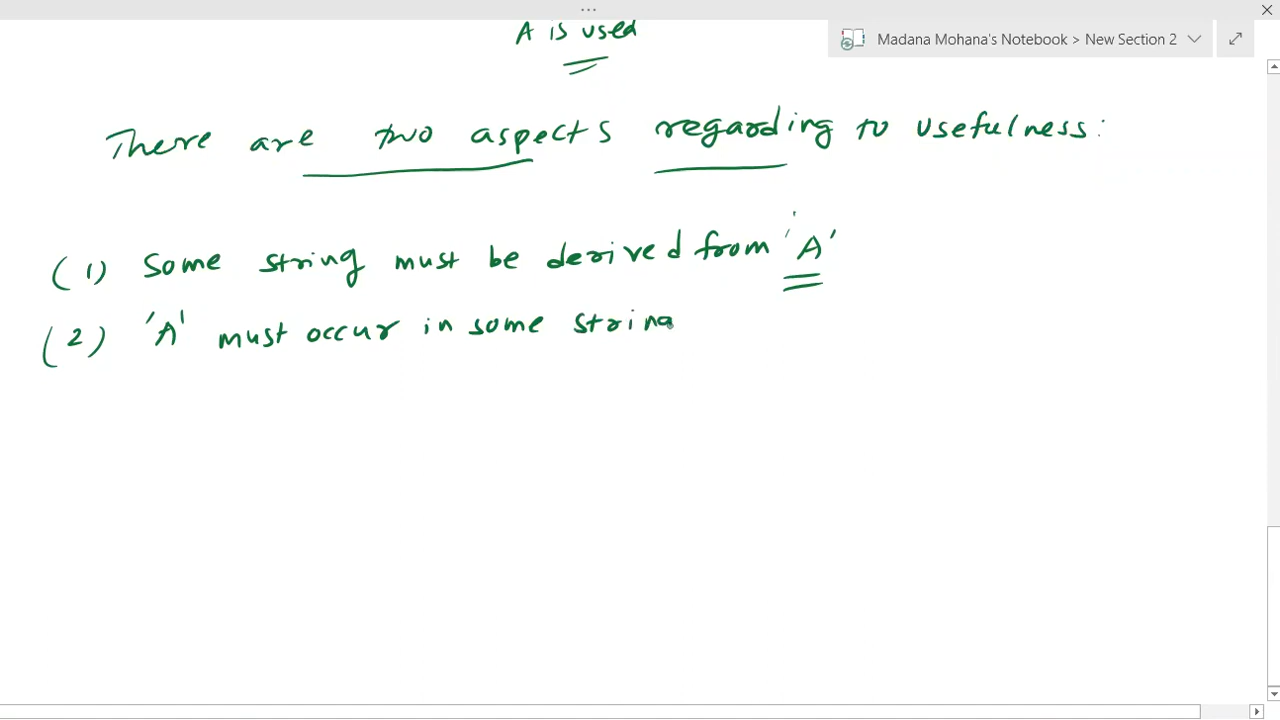 A is used
Madana Mohana's Notebook > New Section 2
There are two aspects regarding to usefulness:
(1) Some string must be derived from 'A'
(2) 'A' must occur in some string